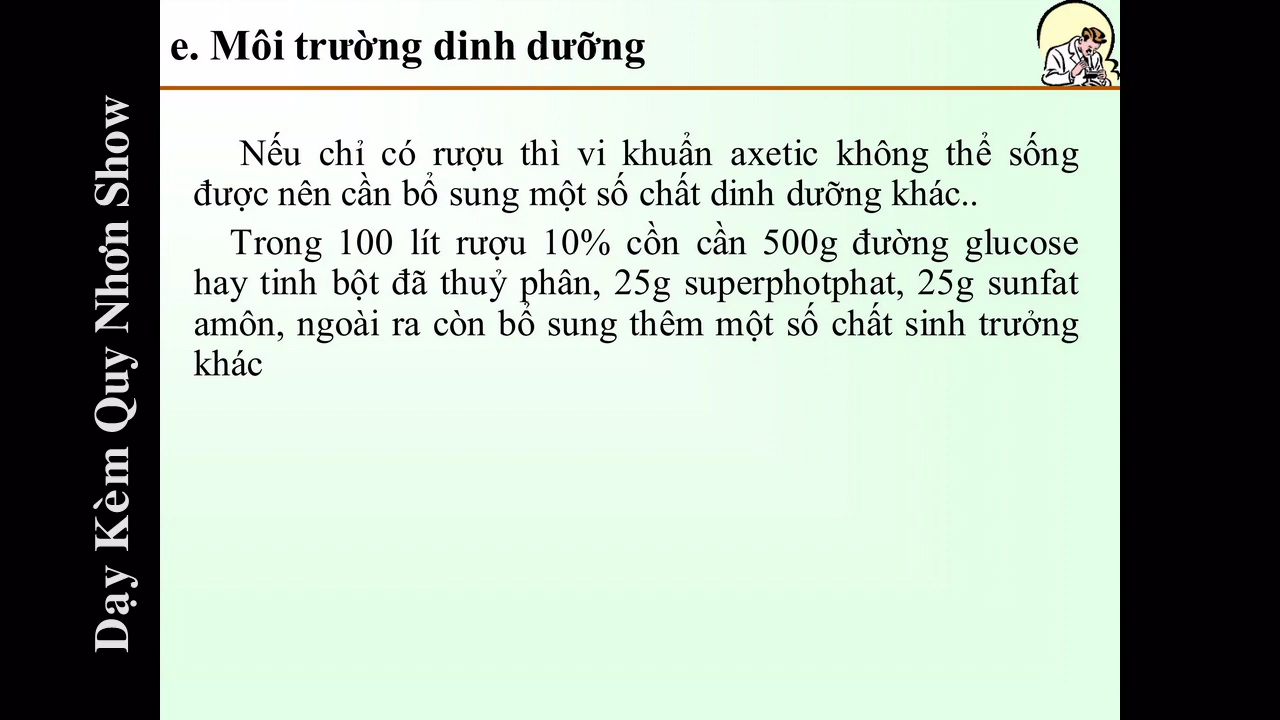 e. Môi trường dinh dưỡng
Nếu chỉ có rượu thì vi khuẩn axetic không thể sống
được nên cần bổ sung một số chất dinh dưỡng khác..
Trong 100 lít rượu 10% cồn cần 500g đường glucose
hay tinh bột đã thuỷ phân, 25g superphotphat, 25g sunfat
amôn, ngoài ra còn bổ sung thêm một số chất sinh trưởng
khác
Dạy Kèm Quy Nhơn Show